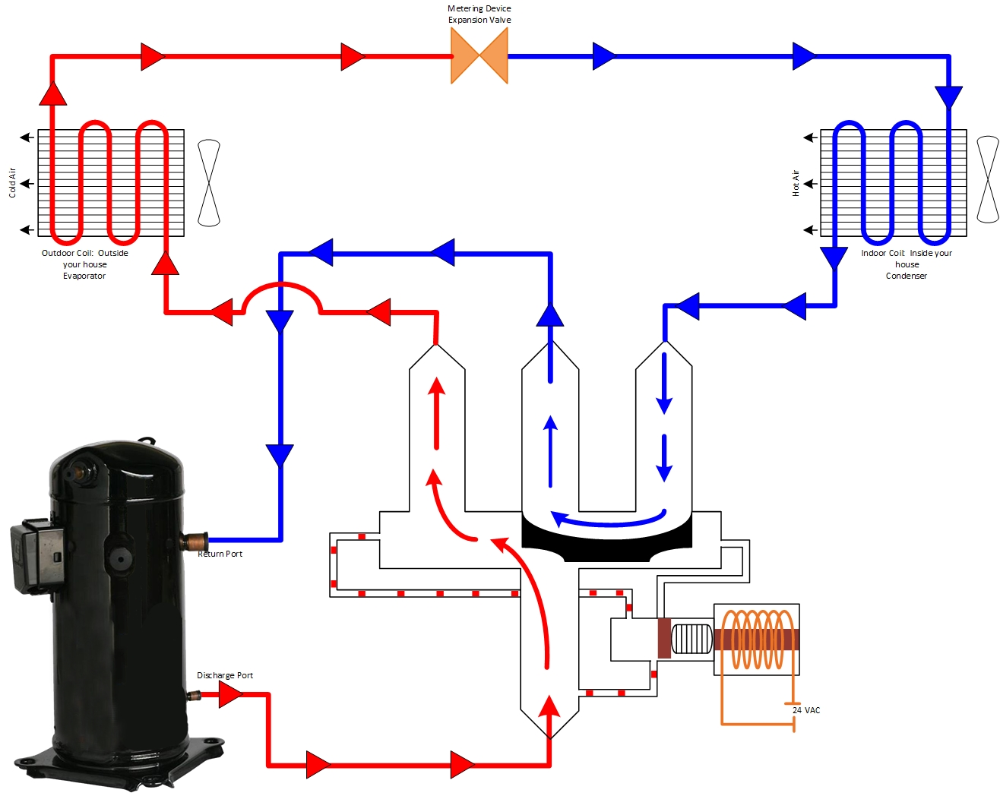 Metering Device
Expansion Valve
Cold Air
Hot Air
Outdoor Coil:  Outside
your house
Evaporator
Indoor Coil:  Inside your
house
Condenser
Return Port
Discharge Port
24 VAC